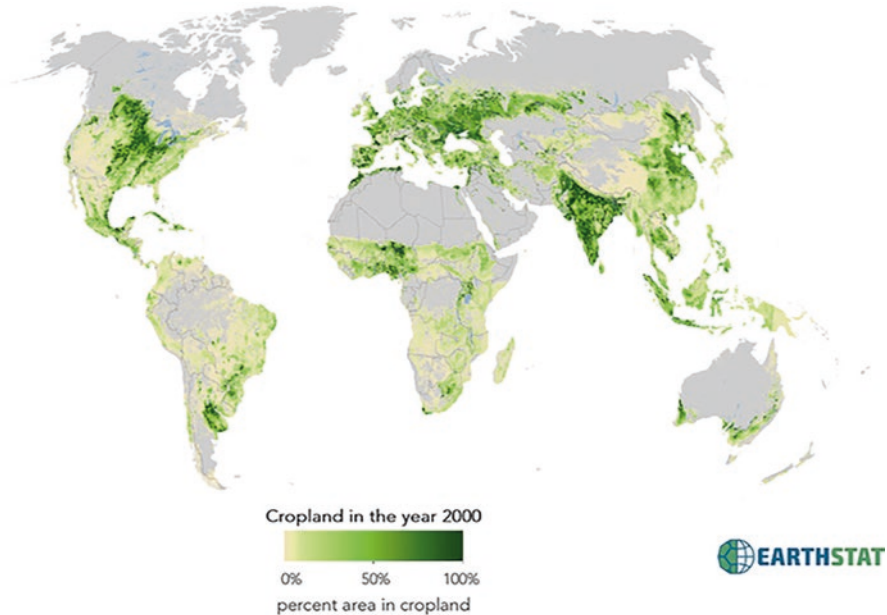 Cropland in the year 2000
0% 50% 100%
percent area in cropland
EARTHSTAT